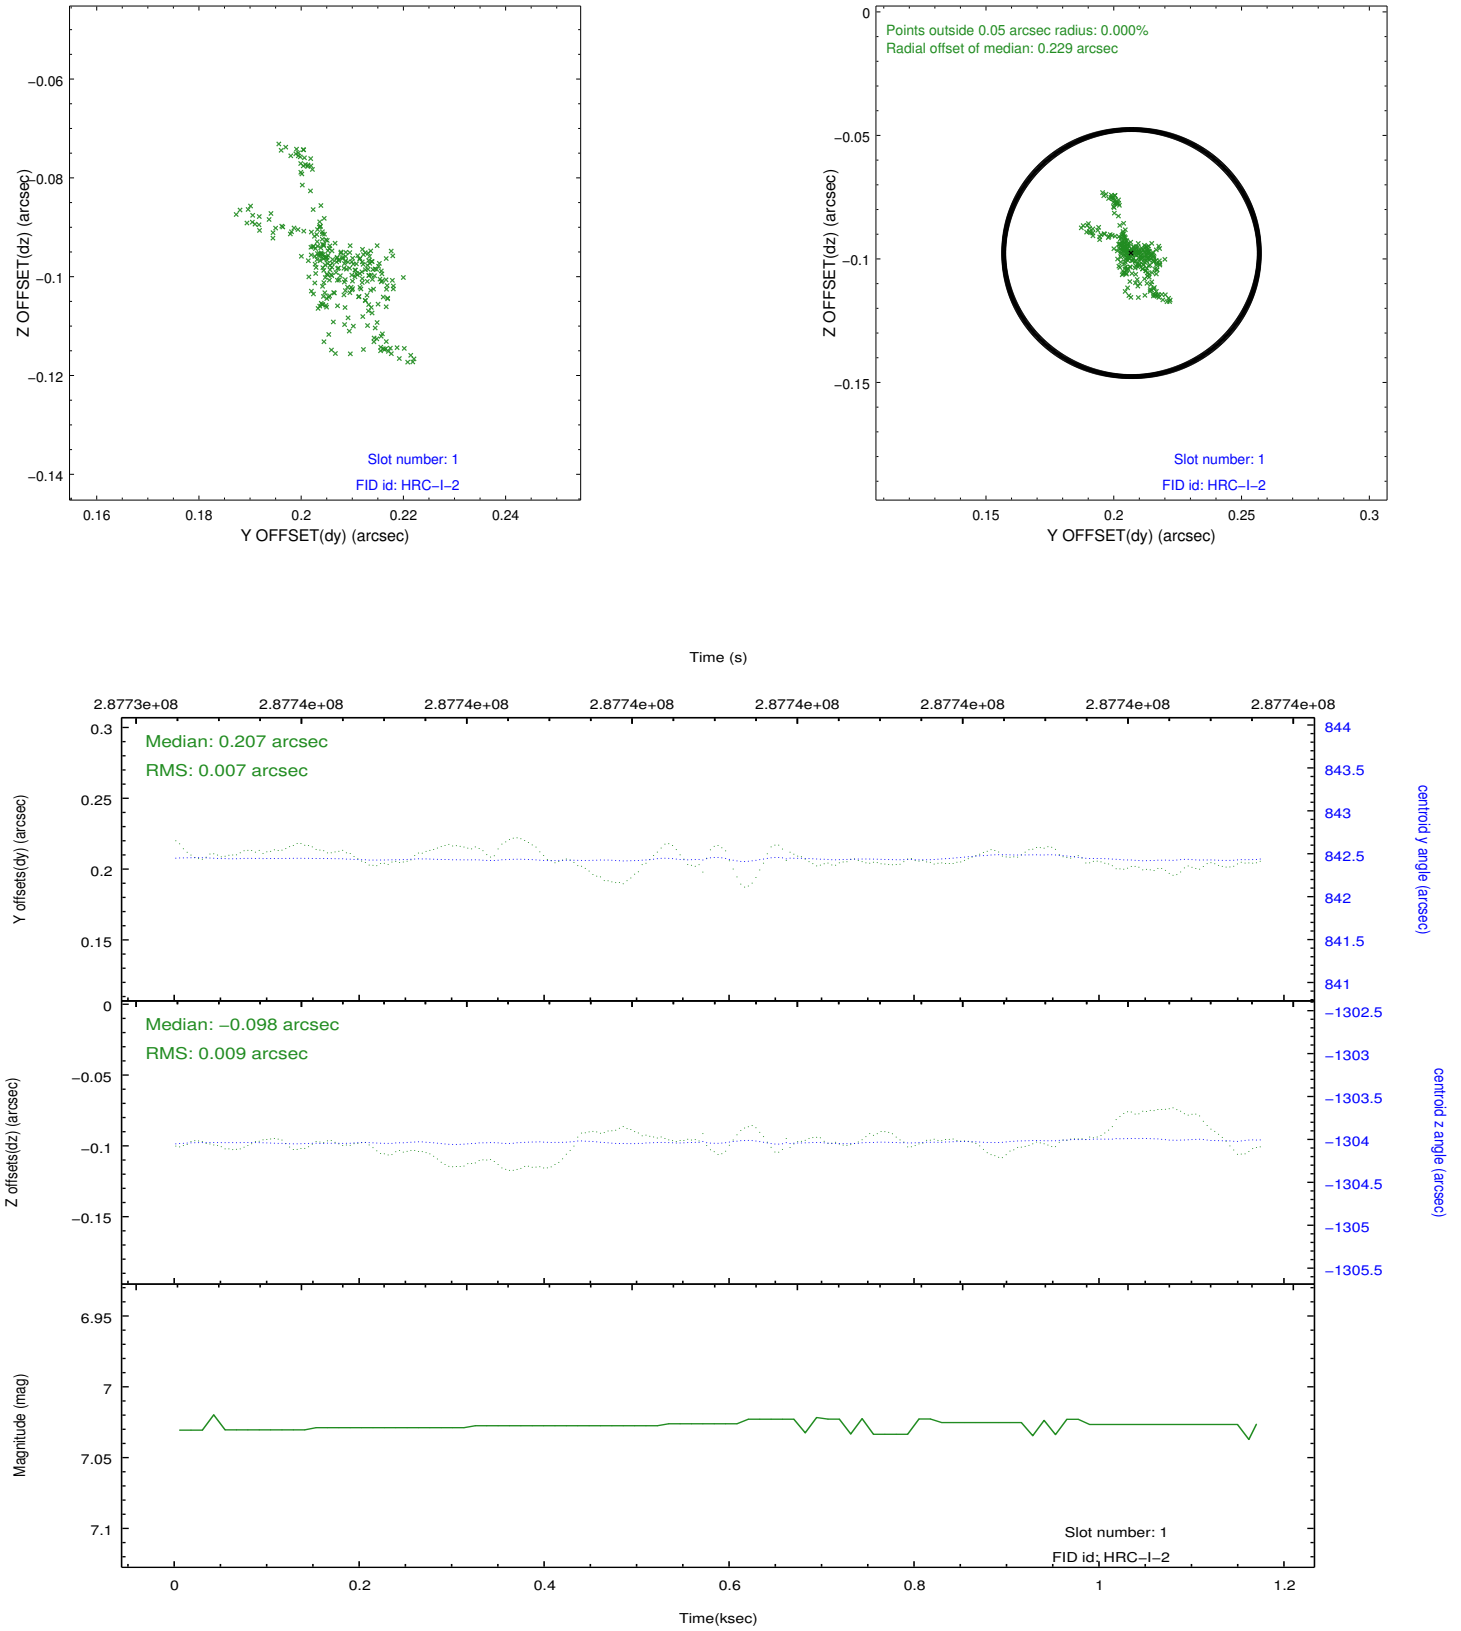 −0.06
−0.08
−0.1
−0.12
−0.14
Z OFFSET(dz) (arcsec)
Slot number: 1
FID id: HRC−I−2
0.16 0.18 0.2 0.22 0.24
Y OFFSET(dy) (arcsec)
Points outside 0.05 arcsec radius: 0.000%
Radial offset of median: 0.229 arcsec
0
−0.05
−0.1
−0.15
Z OFFSET(dz) (arcsec)
Slot number: 1
FID id: HRC−I−2
0.15 0.2 0.25 0.3
Y OFFSET(dy) (arcsec)
Time (s)
2.8773e+08 2.8774e+08 2.8774e+08 2.8774e+08 2.8774e+08 2.8774e+08 2.8774e+08 2.8774e+08
Median: 0.207 arcsec
RMS: 0.007 arcsec
0.3
0.25
0.2
0.15
Y offsets(dy) (arcsec)
844
843.5
843
842.5
842
841.5
841
centroid y angle (arcsec)
Median: −0.098 arcsec
RMS: 0.009 arcsec
0
−0.05
−0.1
−0.15
Z offsets(dz) (arcsec)
−1302.5
−1303
−1303.5
−1304
−1304.5
−1305
−1305.5
centroid z angle (arcsec)
6.95
7
7.05
7.1
Magnitude (mag)
Slot number: 1
FID id: HRC−I−2
0 0.2 0.4 0.6 0.8 1 1.2
Time(ksec)